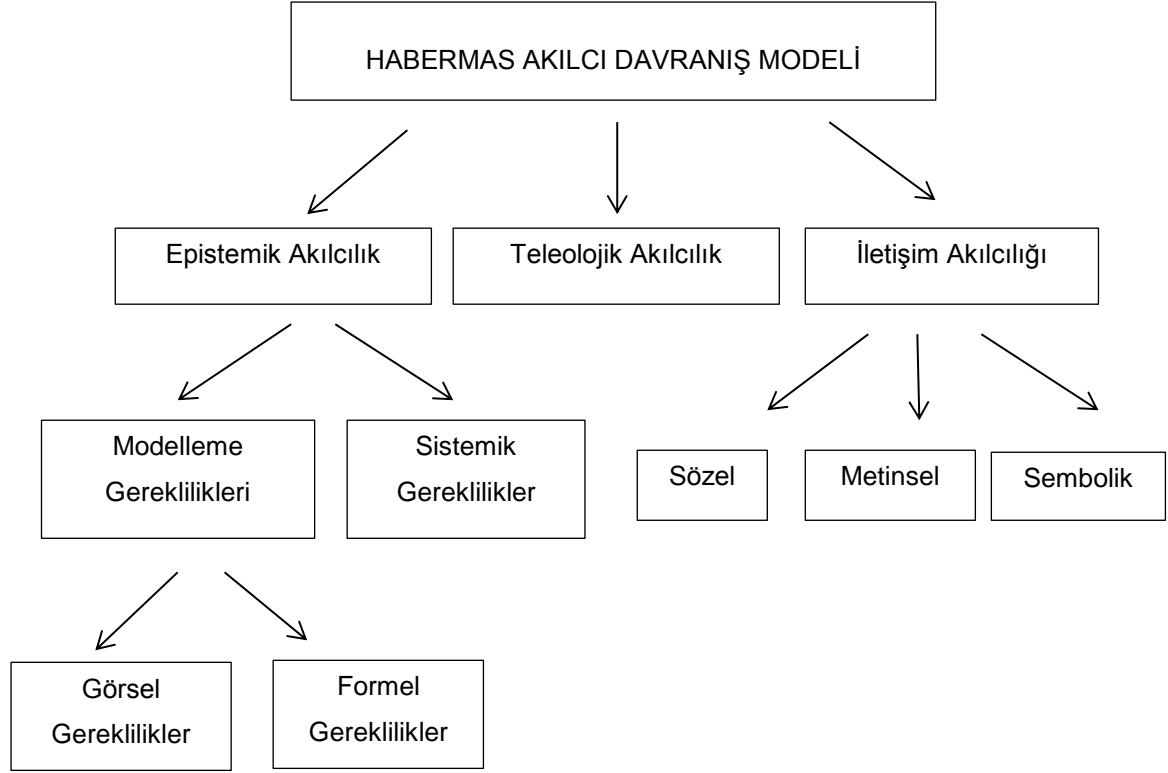 HABERMAS AKILCI DAVRANIŞ MODELİ
Epistemik Akılcılık
Teleolojik Akılcılık
İletişim Akılcılığı
Modelleme
Gereklilikleri
Sistemik
Gereklilikler
Sözel
Metinsel
Sembolik
Görsel
Gereklilikler
Formel
Gereklilikler